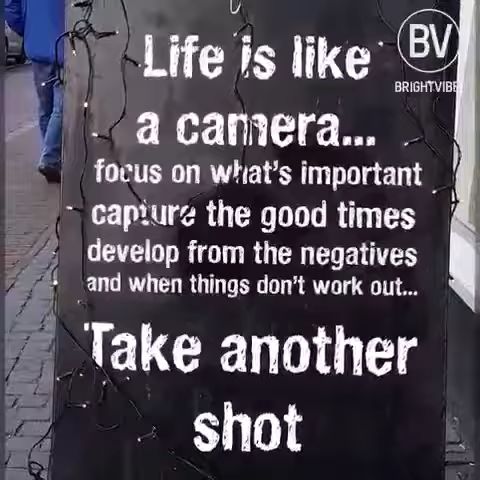 BV
BRIGHTVIBE
Life is like
a camera...
focus on what's important
capture the good times
develop from the negatives
and when things don't work out...
Take another
shot